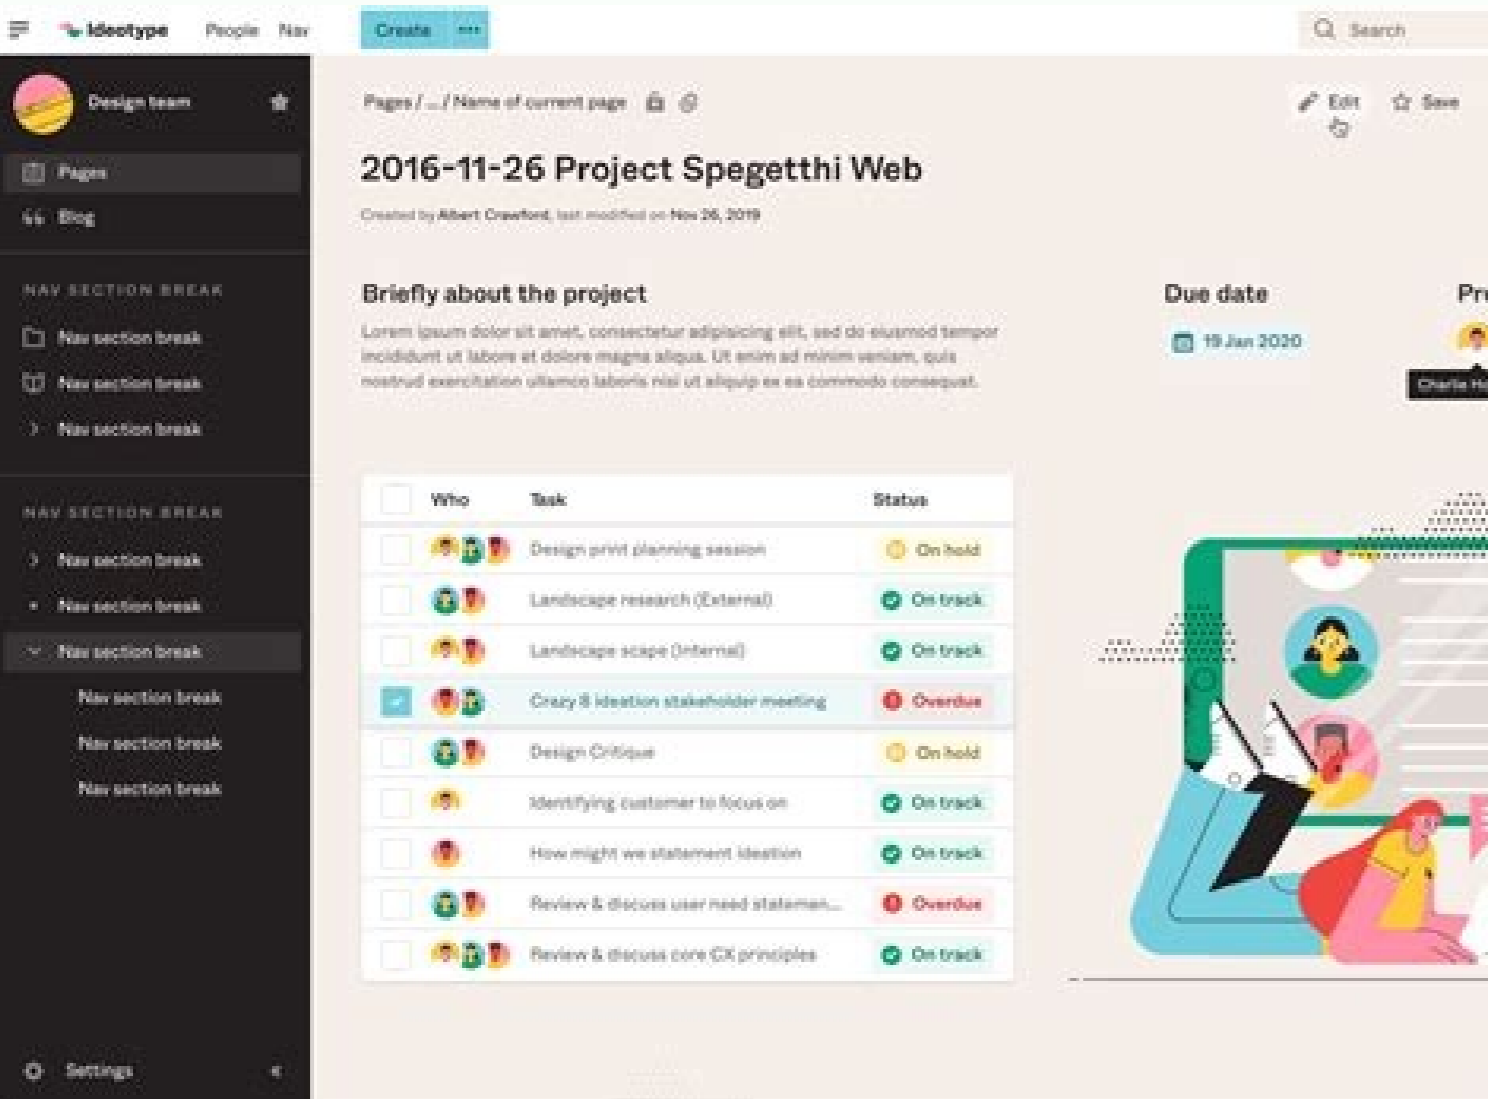 Ideotype People Nav Create Search
Design team
Pages
Blog
NAV SECTION BREAK
Nav section break
Nav section break
Nav section break
NAV SECTION BREAK
Nav section break
Nav section break
Nav section break
Nav section break
Nav section break
Nav section break
Settings
Pages / ... / Name of current page
Edit Save
2016-11-26 Project Spegetthi Web
Created by Albert Crawford, last modified on Nov 26, 2019
Briefly about the project
Lorem ipsum dolor sit amet, consectetur adipisicing elit, sed do eiusmod tempor
incididunt ut labore et dolore magna aliqua. Ut enim ad minim veniam, quis
nostrud exercitation ullamco laboris nisi ut aliquip ex ea commodo consequat.
Due date
19 Jan 2020
Charlie
Who Task Status
Design print planning session On hold
Landscape research (External) On track
Landscape scape (Internal) On track
Crazy 8 ideation stakeholder meeting Overdue
Design Critique On hold
Identifying customer to focus on On track
How might we statement ideation On track
Review & discuss user need statemen... Overdue
Review & discuss core CX principles On track